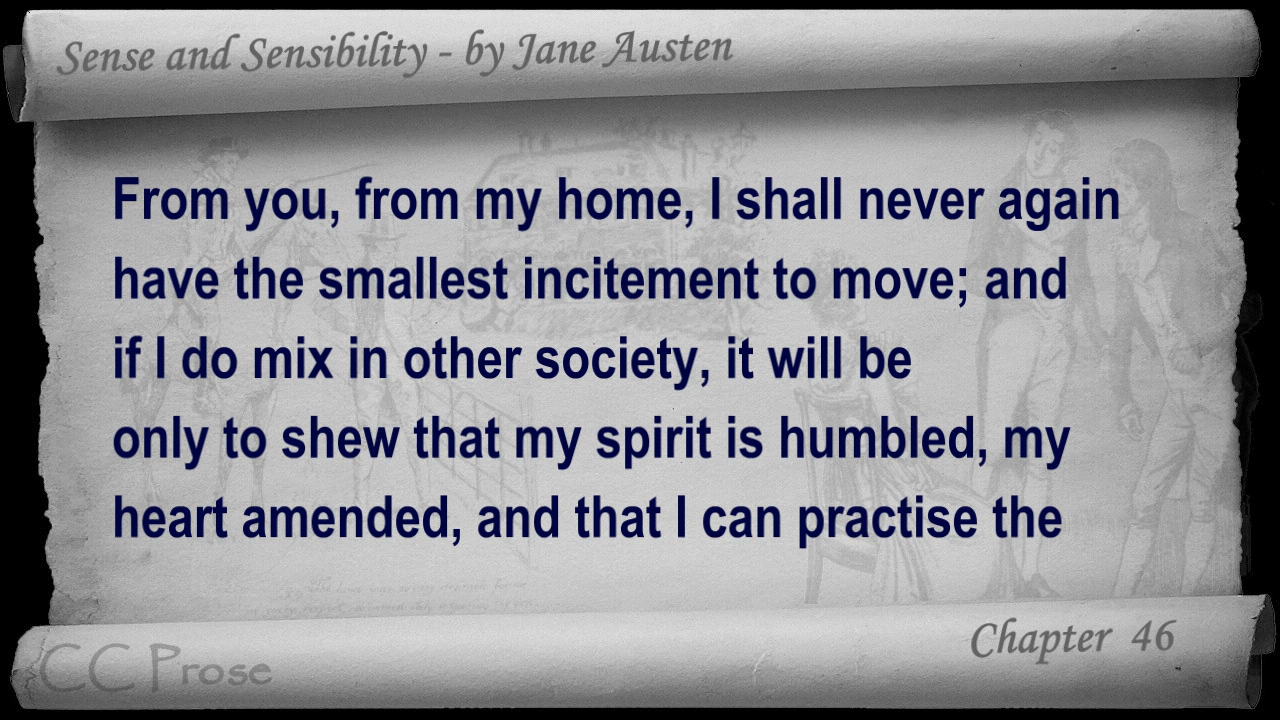 Sense and Sensibility - by Jane Austen
From you, from my home, I shall never again
have the smallest incitement to move; and
if I do mix in other society, it will be
only to shew that my spirit is humbled, my
heart amended, and that I can practise the
Chapter 46
CC Prose